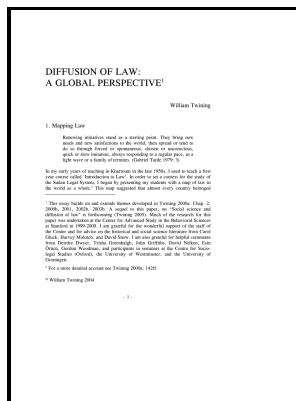 DIFFUSION OF LAW:
A GLOBAL PERSPECTIVE¹
William Twining
1. Mapping Law
Renewing initiatives stand as a starting point. They bring new
needs and new satisfactions to the world, then spread or tend to
do so through forced or spontaneous, chosen or unconscious,
quick or slow imitation, always responding to a regular pace, as a
light wave or a family of termites. (Gabriel Tarde 1979: 3)
In my early years of teaching in Khartoum in the late 1950s, I used to teach a first
year course called 'Introduction to Law'. In order to set a context for the study of
the Sudan Legal System, I began by presenting my students with a map of law in
the world as a whole.² This map suggested that almost every country belonged
¹ This essay builds on and extends themes developed in Twining 2000a: Chap. 2,
2000b, 2001, 2002b, 2003b. A sequel to this paper, on "Social science and
diffusion of law" is forthcoming (Twining 2005). Much of the research for this
paper was undertaken at the Center for Advanced Study in the Behavioral Sciences
at Stanford in 1999-2000. I am grateful for the wonderful support of the staff of
the Center and for advice on the historical and social science literature from Carol
Gluck, Harvey Molotch, and David Snow. I am also grateful for helpful comments
from Deirdre Dwyer, Trisha Greenhalgh, John Griffiths, David Nelken, Esin
Örücü, Gordon Woodman, and participants in seminars at the Centre for Socio-
legal Studies (Oxford), the University of Westminster, and the University of
Groningen.
² For a more detailed account see Twining 2000a: 142ff.
© William Twining 2004
- 1 -